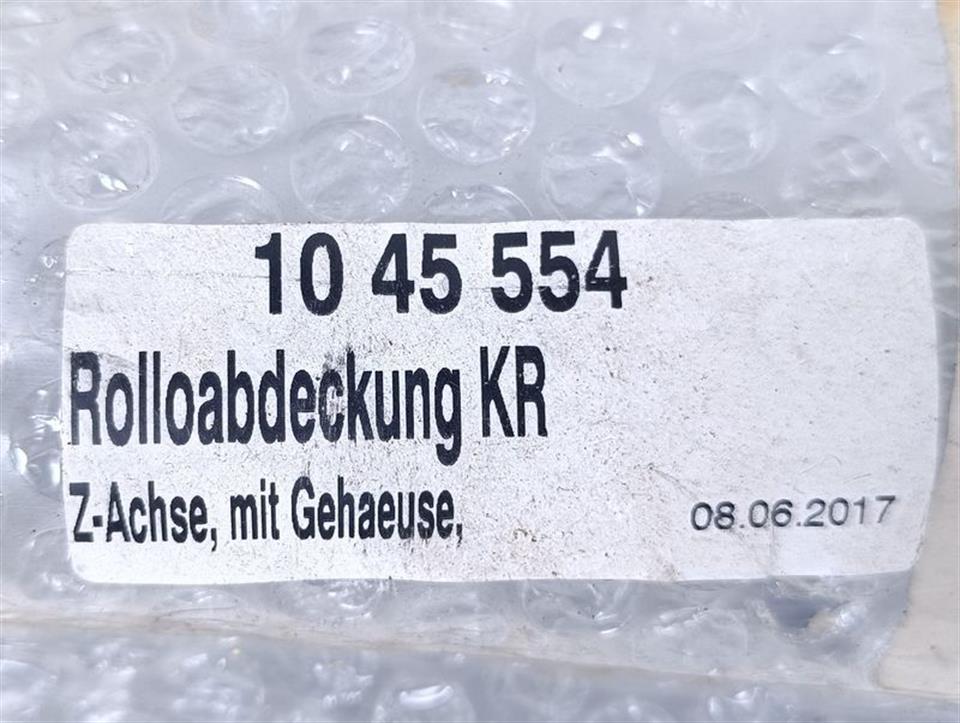 10 45 554
Rolloabdeckung KR
Z-Achse, mit Gehaeuse,
08.06.2017